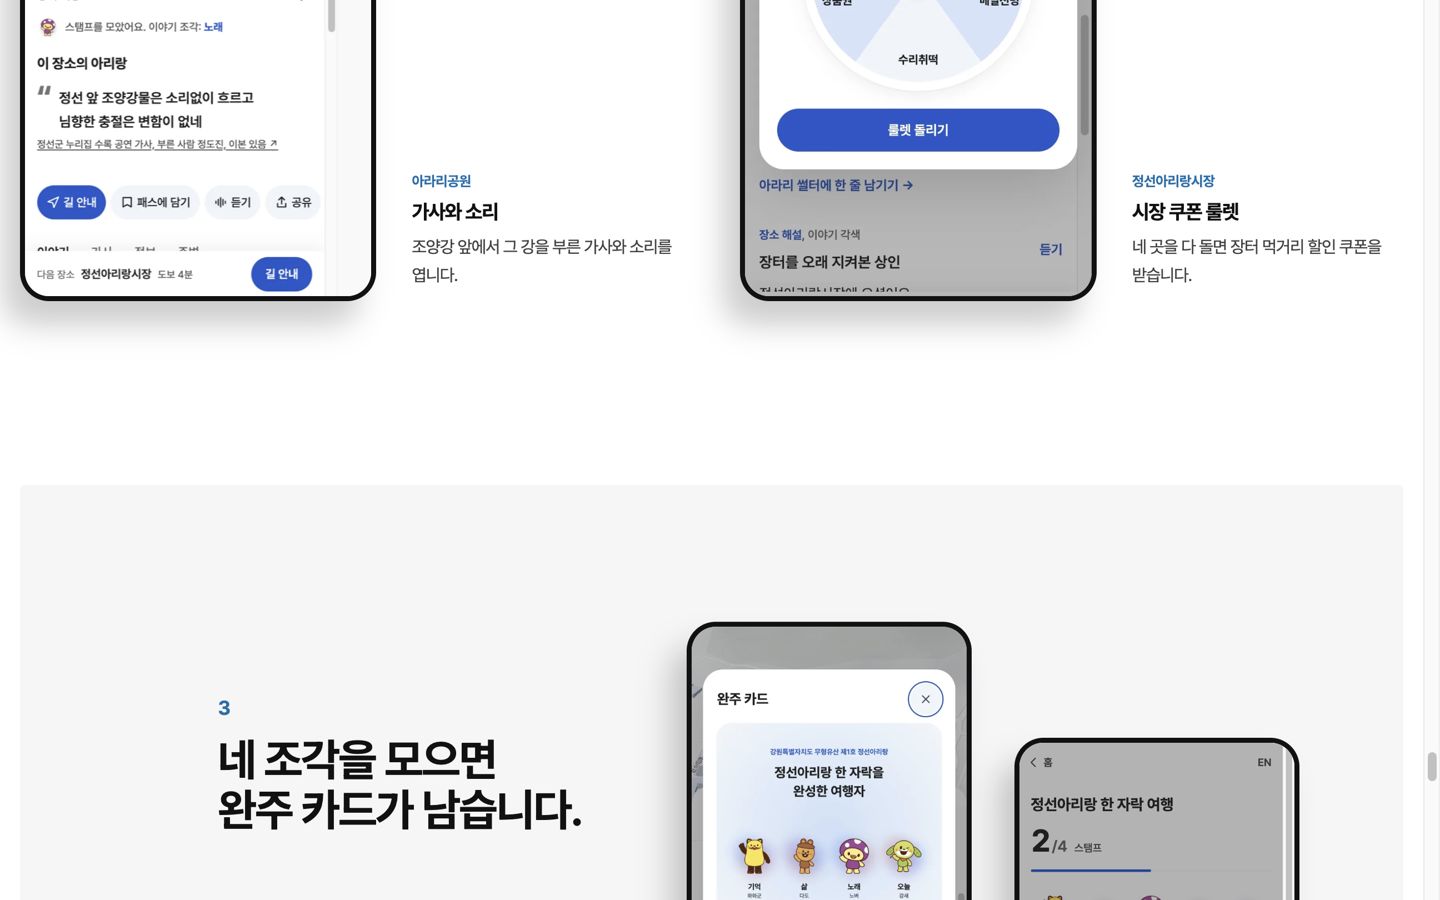 스탬프를 모았어요. 이야기 조각: 노래
이 장소의 아리랑
“ 정선 앞 조양강물은 소리없이 흐르고
님향한 충절은 변함이 없네
정선군 누리집 수록 공연 가사, 부른 사람 정도진, 이본 있음 ↗
길 안내
패스에 담기
듣기
공유
다음 장소 정선아리랑시장 도보 4분
길 안내
아라리공원
가사와 소리
조양강 앞에서 그 강을 부른 가사와 소리를
엽니다.
수리취떡
룰렛 돌리기
아라리 썰터에 한 줄 남기기 →
장소 해설, 이야기 각색
듣기
장터를 오래 지켜본 상인
정선아리랑시장
시장 쿠폰 룰렛
네 곳을 다 돌면 장터 먹거리 할인 쿠폰을
받습니다.
3
네 조각을 모으면
완주 카드가 남습니다.
완주 카드
강원특별자치도 무형유산 제1호 정선아리랑
정선아리랑 한 자락을
완성한 여행자
기억
삶
노래
오늘
홈
EN
정선아리랑 한 자락 여행
2/4 스탬프